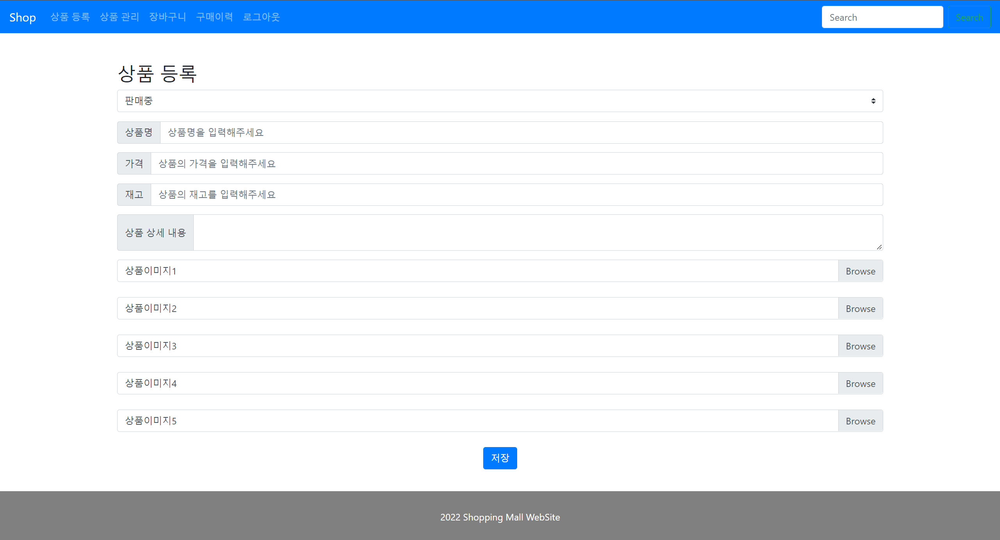 Shop 상품 등록 상품 관리 장바구니 구매이력 로그아웃 Search Search
상품 등록
판매중
상품명 상품명을 입력해주세요
가격 상품의 가격을 입력해주세요
재고 상품의 재고를 입력해주세요
상품 상세 내용
상품이미지1 Browse
상품이미지2 Browse
상품이미지3 Browse
상품이미지4 Browse
상품이미지5 Browse
저장
2022 Shopping Mall WebSite